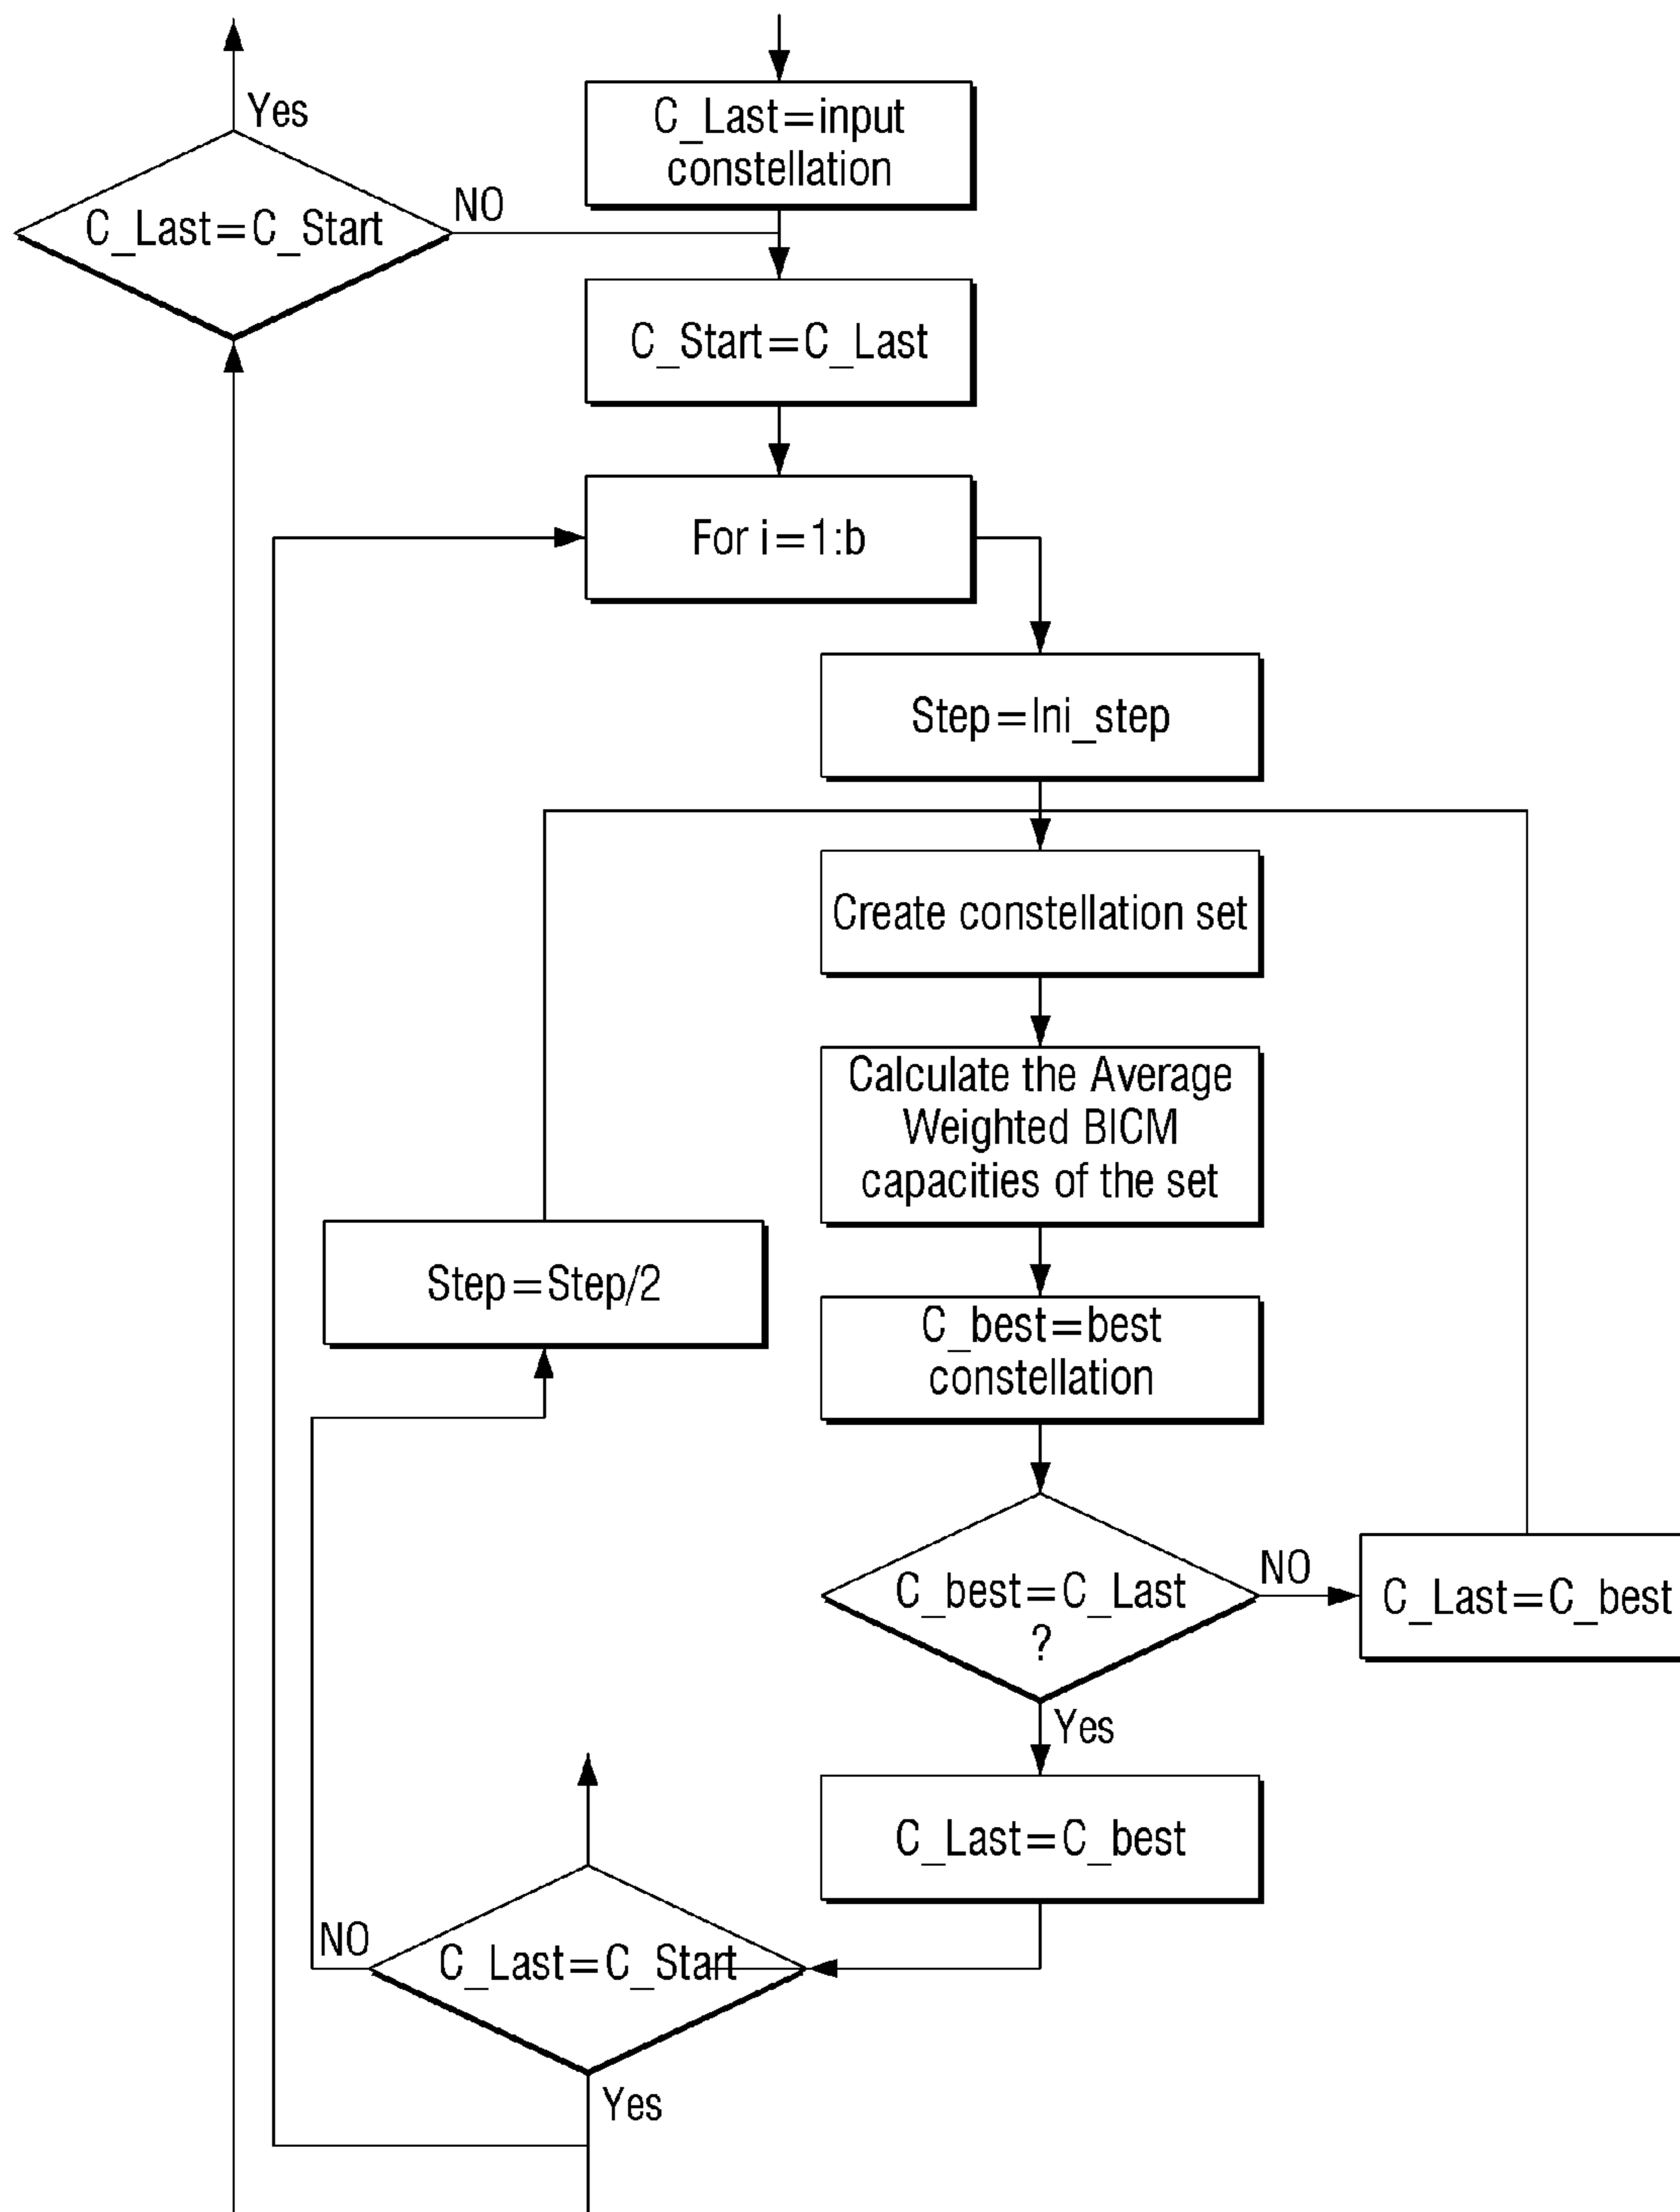 Yes
C_Last=input
constellation
NO
C_Last=C_Start
C_Start=C_Last
For i=1:b
Step=Ini_step
Create constellation set
Calculate the Average
Weighted BICM
capacities of the set
Step=Step/2
C_best=best
constellation
C_best=C_Last
?
NO
C_Last=C_best
Yes
C_Last=C_best
NO
C_Last=C_Start
Yes